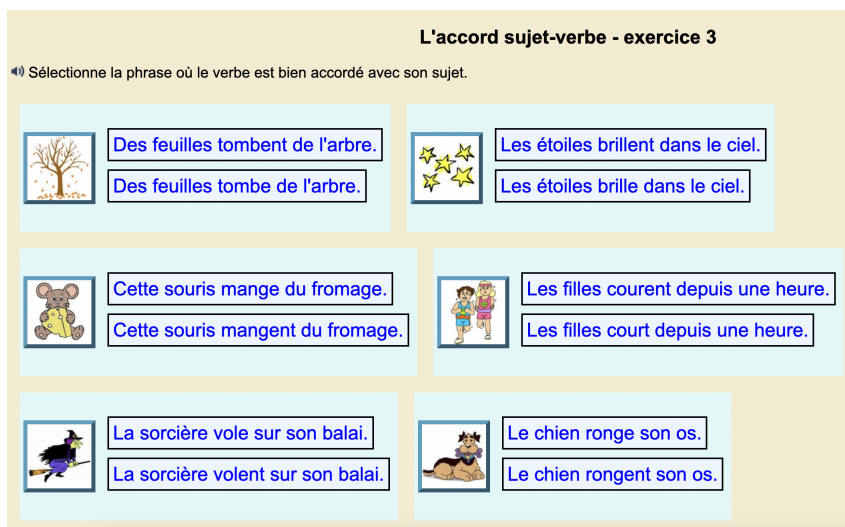 L'accord sujet-verbe - exercice 3
Sélectionne la phrase où le verbe est bien accordé avec son sujet.
Des feuilles tombent de l'arbre.
Des feuilles tombe de l'arbre.
Les étoiles brillent dans le ciel.
Les étoiles brille dans le ciel.
Cette souris mange du fromage.
Cette souris mangent du fromage.
Les filles courent depuis une heure.
Les filles court depuis une heure.
La sorcière vole sur son balai.
La sorcière volent sur son balai.
Le chien ronge son os.
Le chien rongent son os.